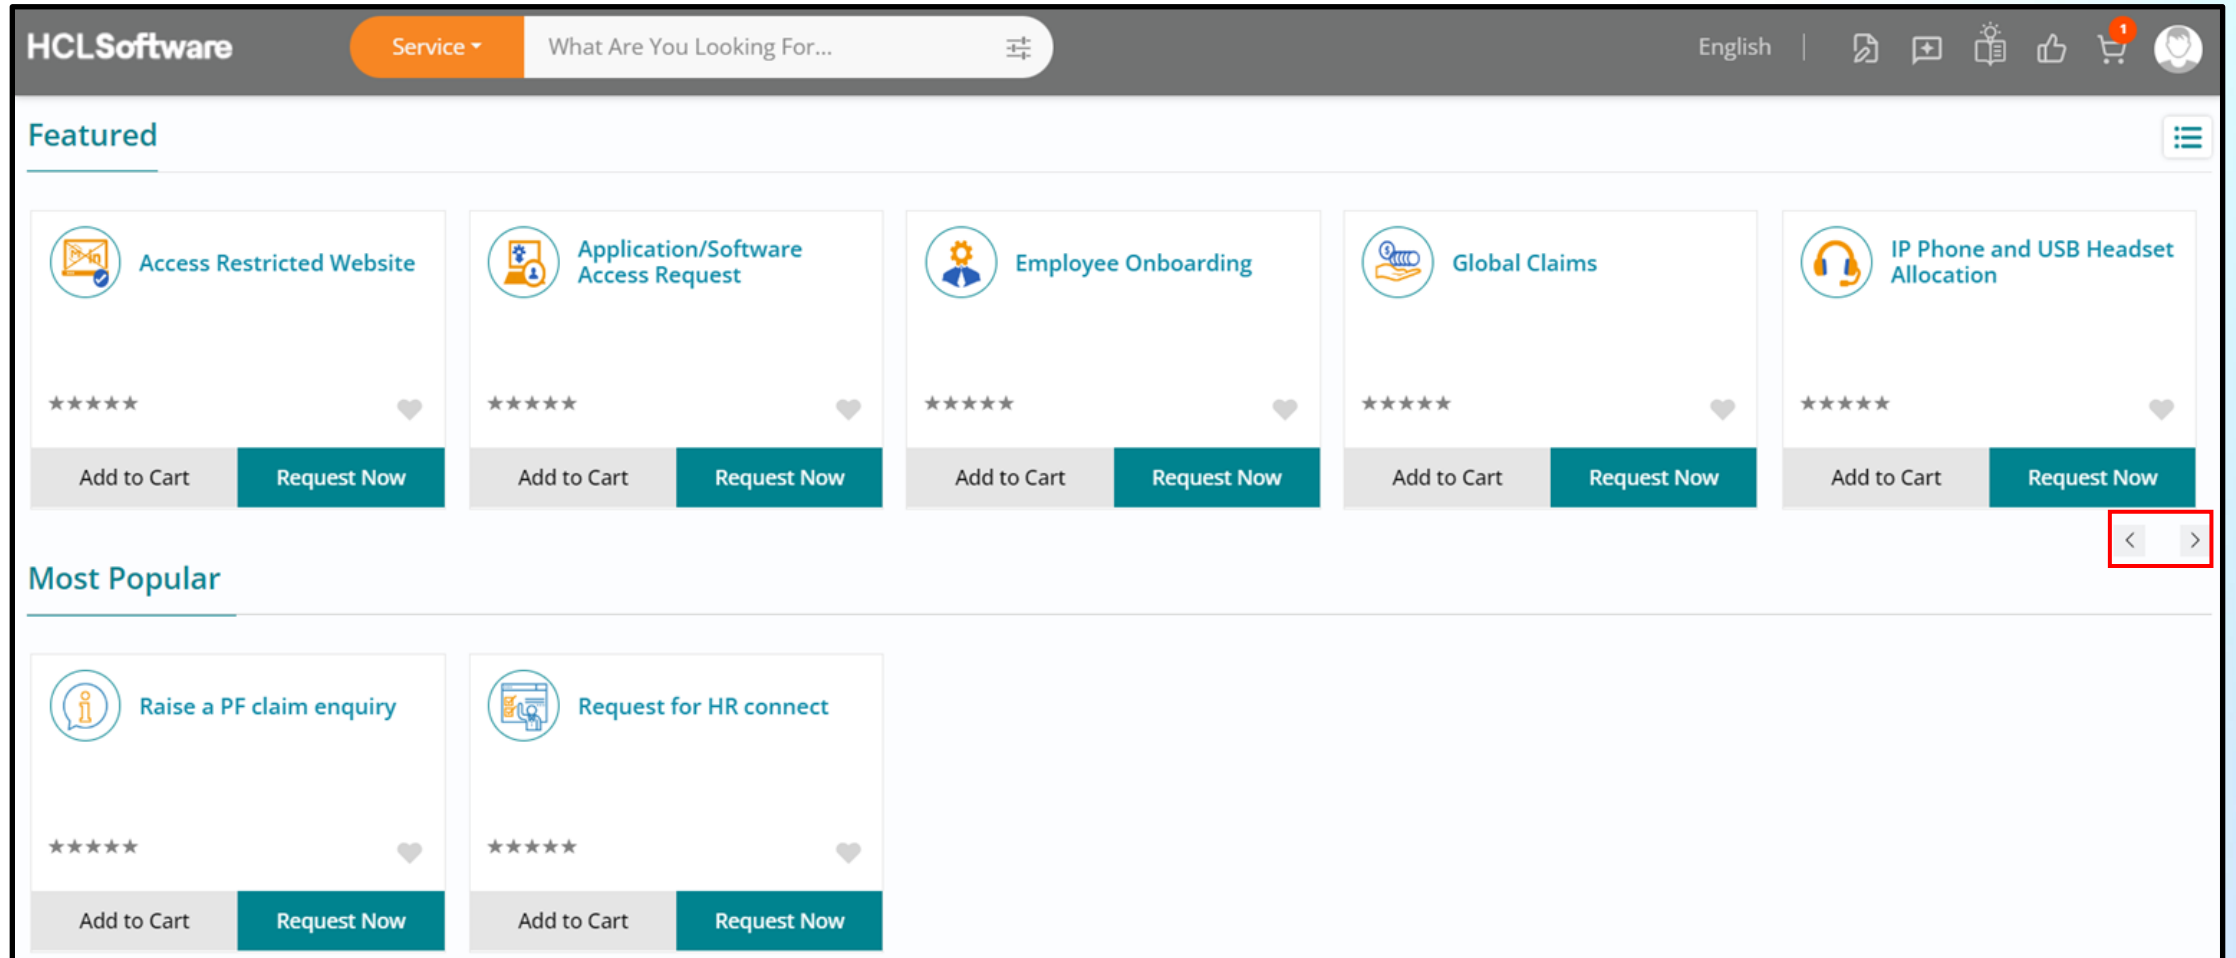 HCLSoftware
Service
What Are You Looking For...
English
1
Featured
Access Restricted Website
Application/Software
Access Request
Employee Onboarding
Global Claims
IP Phone and USB Headset
Allocation
Add to Cart
Request Now
Add to Cart
Request Now
Add to Cart
Request Now
Add to Cart
Request Now
Add to Cart
Request Now
Most Popular
Raise a PF claim enquiry
Request for HR connect
Add to Cart
Request Now
Add to Cart
Request Now